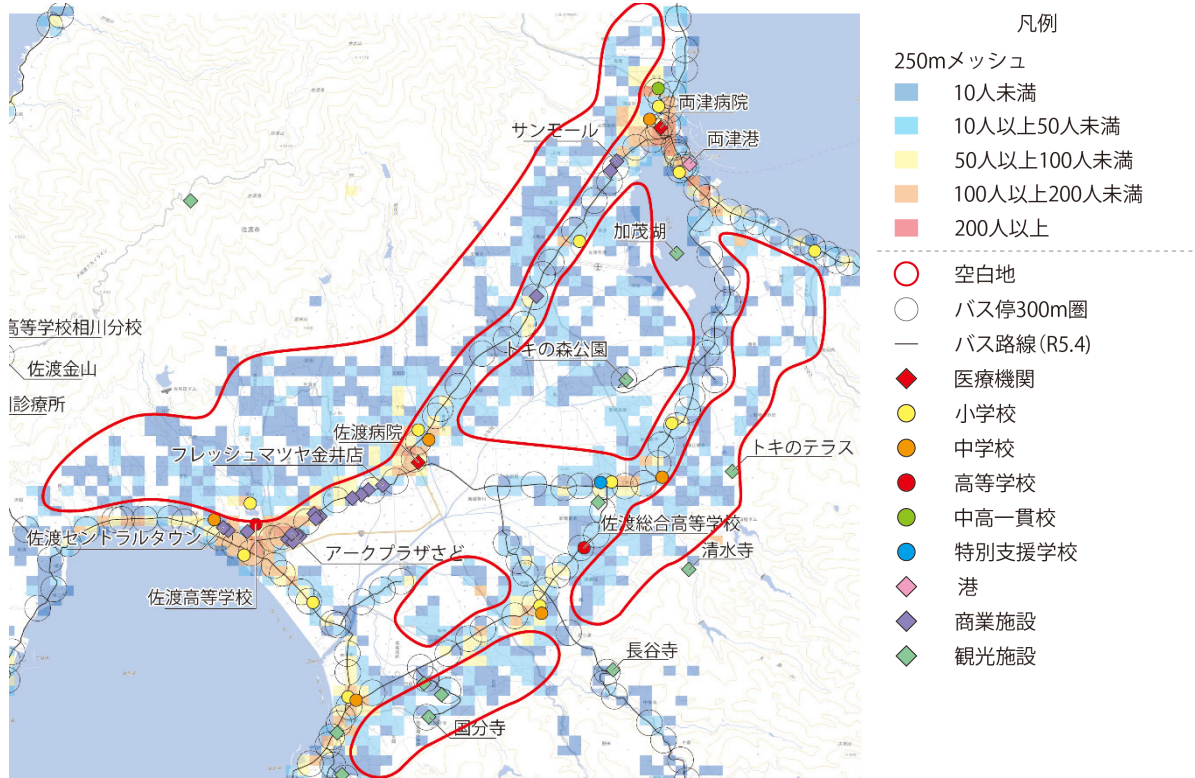 両津病院
サンモール
両津港
加茂湖
高等学校相川分校
佐渡金山
トキの森公園
診療所
佐渡病院
フレッシュマツヤ金井店
トキのテラス
佐渡セントラルタウン
佐渡総合高等学校
アークプラザさど
清水寺
佐渡高等学校
長谷寺
国分寺
凡例
250mメッシュ
10人未満
10人以上50人未満
50人以上100人未満
100人以上200人未満
200人以上
空白地
バス停300m圏
バス路線(R5.4)
医療機関
小学校
中学校
高等学校
中高一貫校
特別支援学校
港
商業施設
観光施設